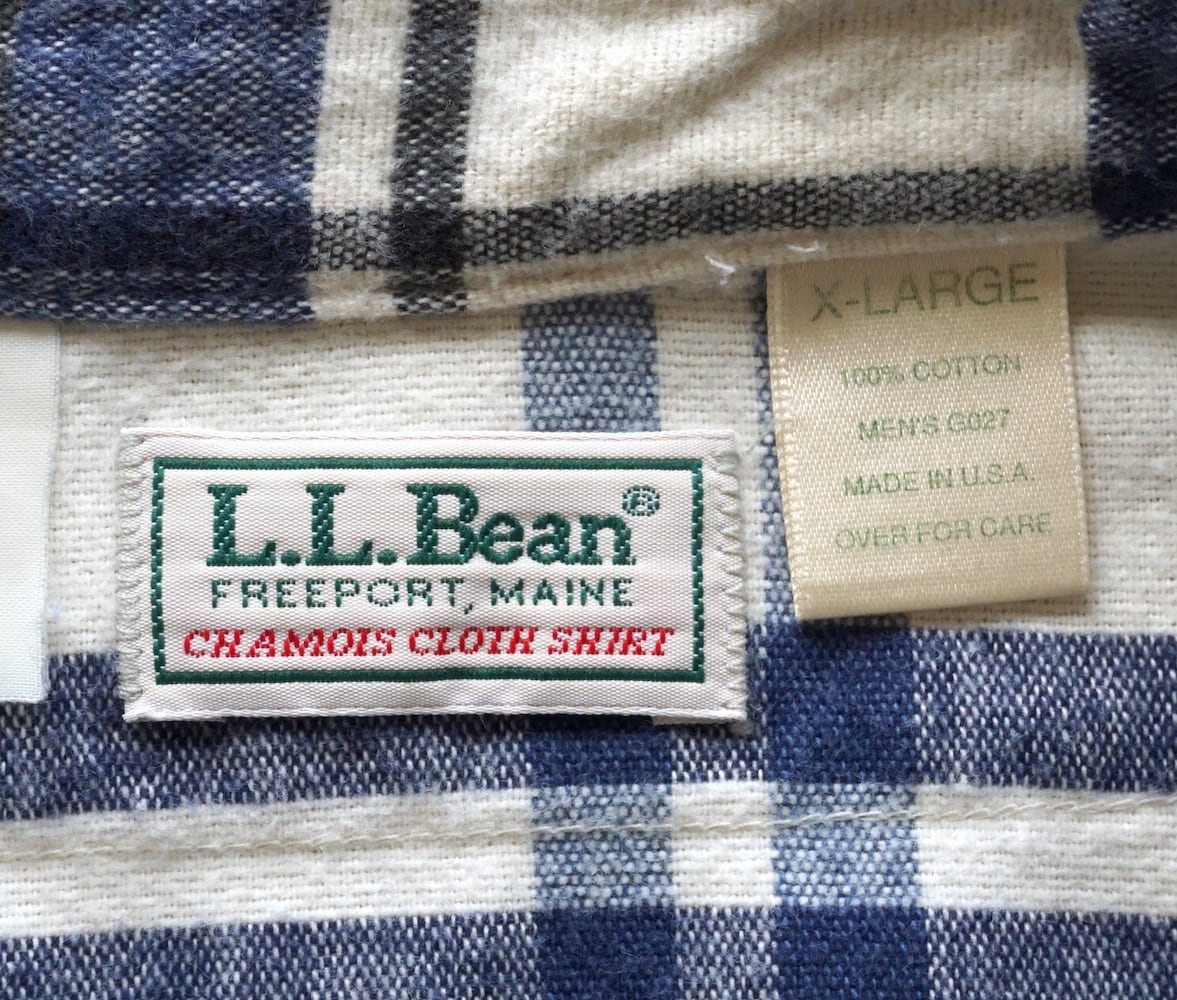 L.L.Bean®
FREEPORT, MAINE
CHAMOIS CLOTH SHIRT
X-LARGE
100% COTTON
MEN'S G027
MADE IN U.S.A.
OVER FOR CARE